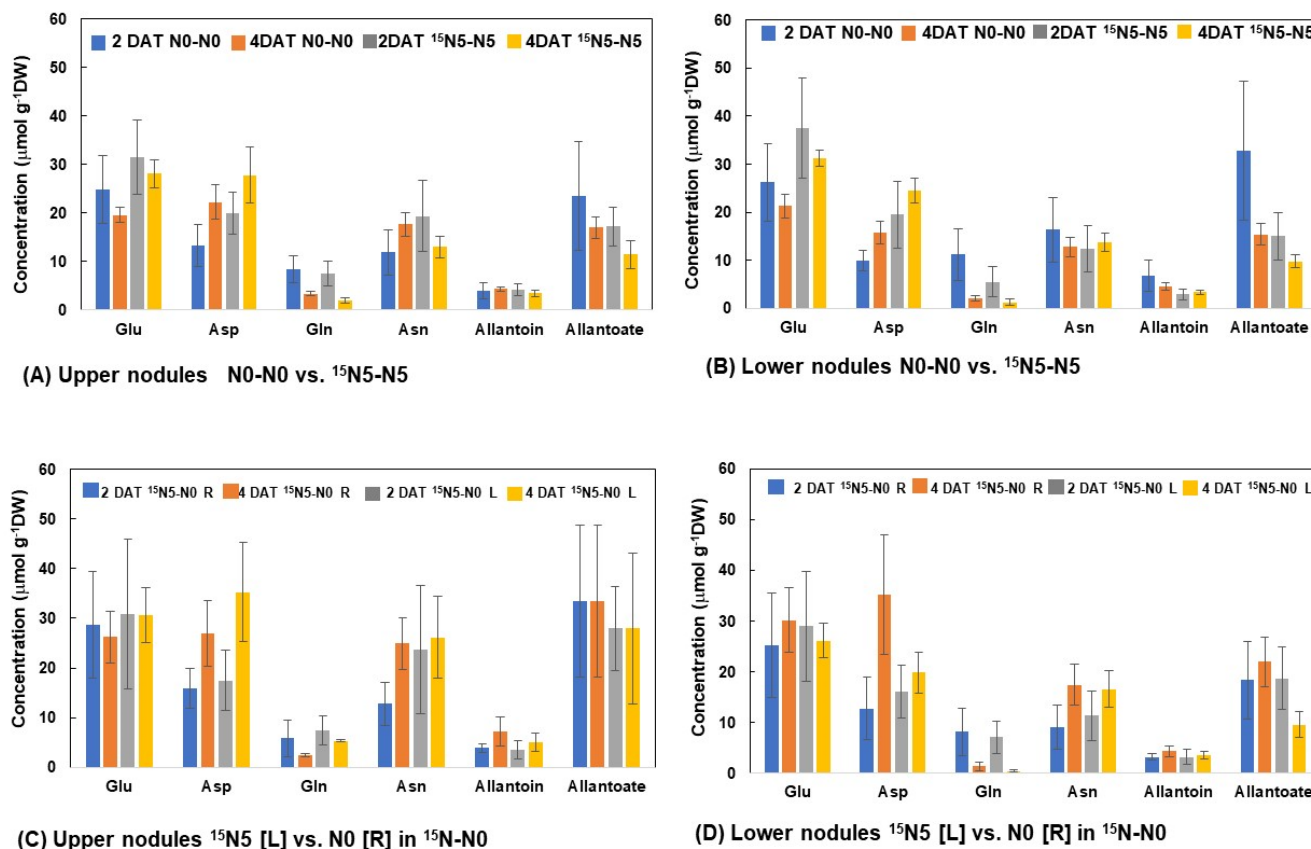 60
50
40
30
20
10
0
Concentration (µmol g⁻¹DW)
2 DAT N0-N0 4DAT N0-N0 2DAT ¹⁵N5-N5 4DAT ¹⁵N5-N5
Glu Asp Gln Asn Allantoin Allantoate
(A) Upper nodules N0-N0 vs. ¹⁵N5-N5
60
50
40
30
20
10
0
Concentration (µmol g⁻¹DW)
2 DAT N0-N0 4DAT N0-N0 2DAT ¹⁵N5-N5 4DAT ¹⁵N5-N5
Glu Asp Gln Asn Allantoin Allantoate
(B) Lower nodules N0-N0 vs. ¹⁵N5-N5
60
50
40
30
20
10
0
Concentration (µmol g⁻¹DW)
2 DAT ¹⁵N5-N0 R 4 DAT ¹⁵N5-N0 R 2 DAT ¹⁵N5-N0 L 4 DAT ¹⁵N5-N0 L
Glu Asp Gln Asn Allantoin Allantoate
(C) Upper nodules ¹⁵N5 [L] vs. N0 [R] in ¹⁵N-N0
60
50
40
30
20
10
0
Concentration (µmol g⁻¹DW)
2 DAT ¹⁵N5-N0 R 4 DAT ¹⁵N5-N0 R 2 DAT ¹⁵N5-N0 L 4 DAT ¹⁵N5-N0 L
Glu Asp Gln Asn Allantoin Allantoate
(D) Lower nodules ¹⁵N5 [L] vs. N0 [R] in ¹⁵N-N0